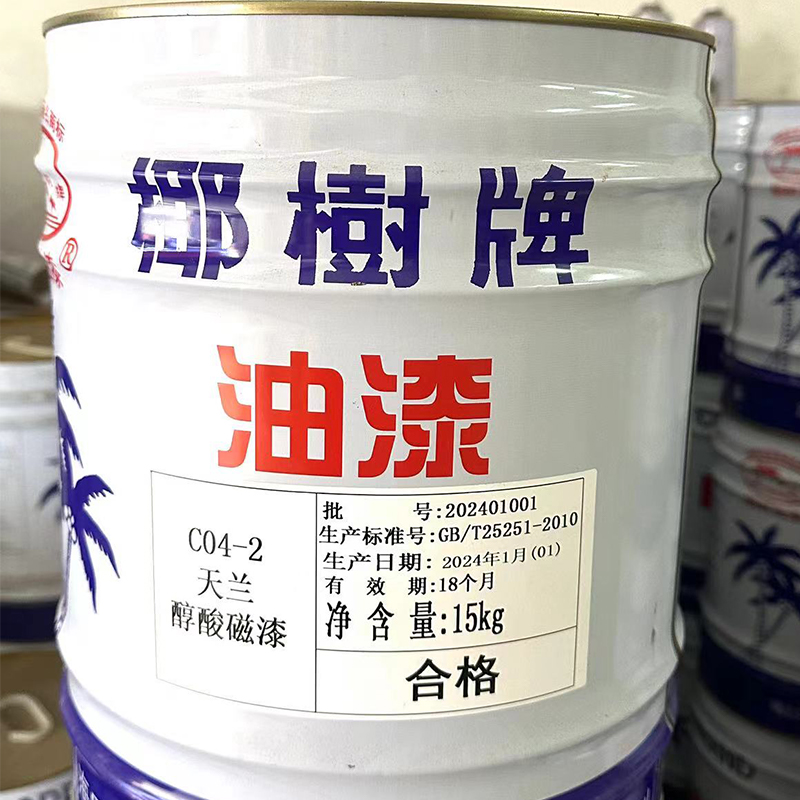 椰樹牌
油漆
C04-2
天兰
醇酸磁漆
批 号:202401001
生产标准号:GB/T25251-2010
生产日期: 2024年1月(01)
有 效 期:18个月
净 含 量:15kg
合格
®